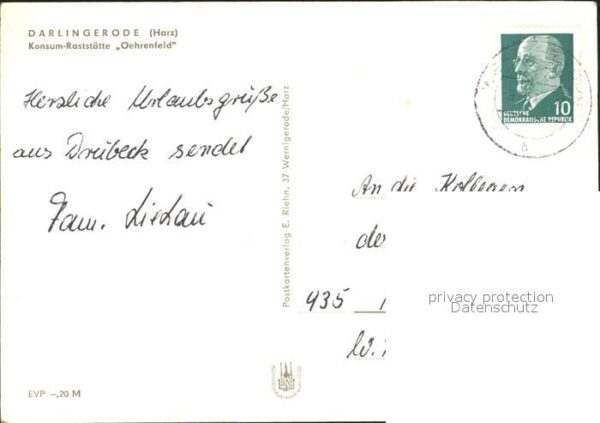 DARLINGERODE (Harz)
Konsum-Raststätte „Oehrenfeld"
Herzliche Urlaubsgrüße
aus Drübeck sendet
Fam.
Postkartenverlag E. Riehn, 37 Wernigerode/Harz
EVP –,20 M
10
DEUTSCHE
DEMOKRATISCHE REPUBLIK
An die Kollegen
435
W.
privacy protection
Datenschutz